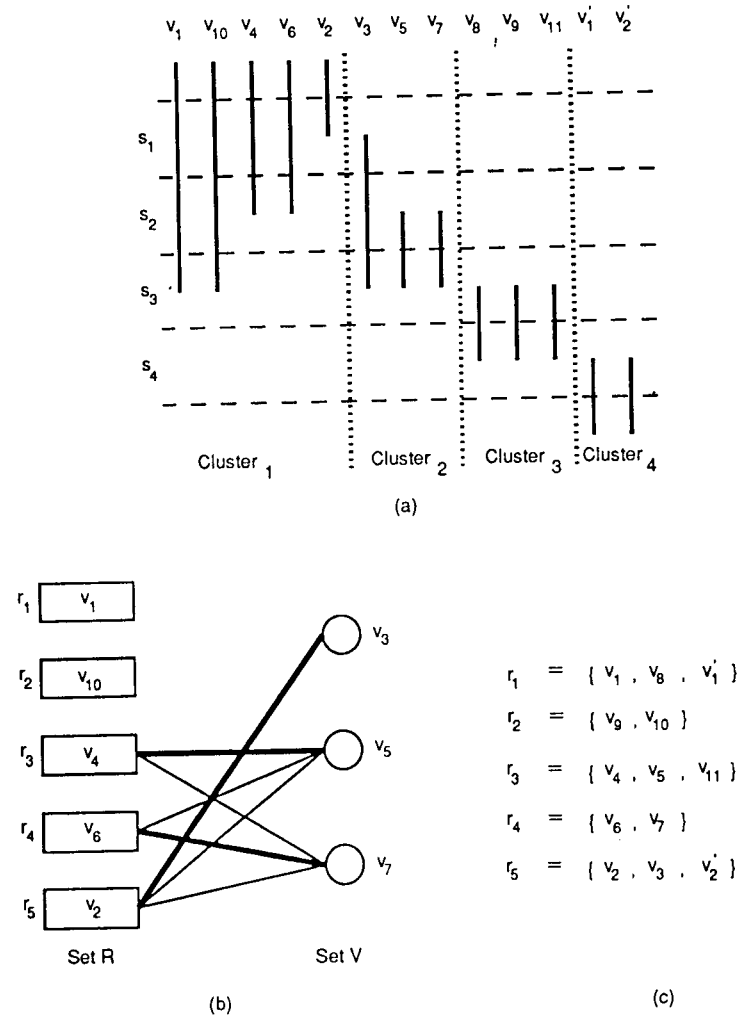 v1 v10 v4 v6 v2 v3 v5 v7 v8 v9 v11 v1' v2'
s1
s2
s3
s4
Cluster 1 Cluster 2 Cluster 3 Cluster 4
(a)
r1 v1
r2 v10
r3 v4
r4 v6
r5 v2
v3
v5
v7
Set R Set V
(b)
r1 = { v1 , v8 , v1' }
r2 = { v9 , v10 }
r3 = { v4 , v5 , v11 }
r4 = { v6 , v7 }
r5 = { v2 , v3 , v2' }
(c)